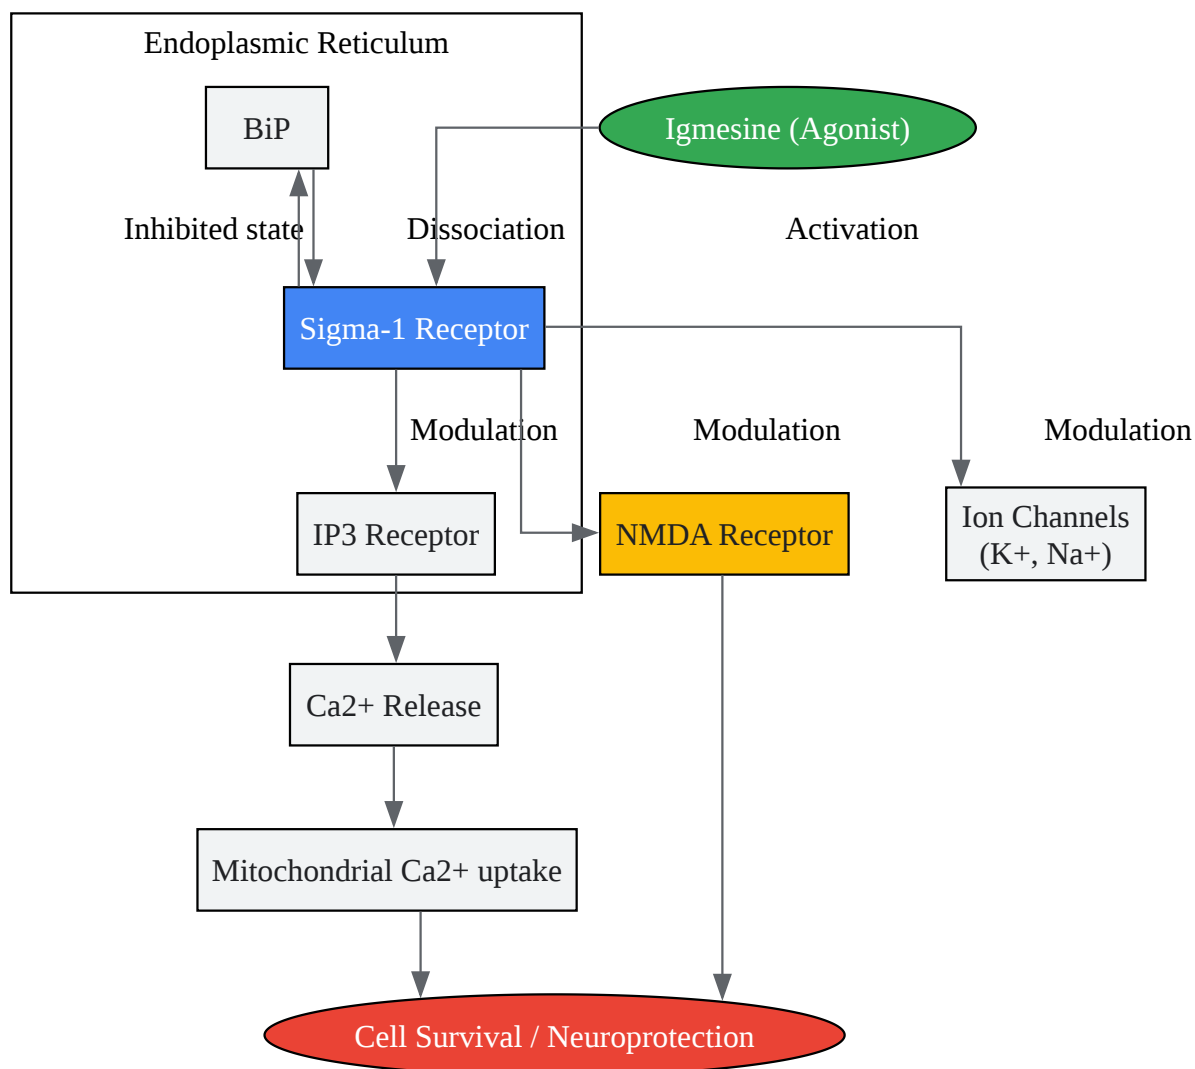 Endoplasmic Reticulum
BiP
Igmesine (Agonist)
Inhibited state
Dissociation
Activation
Sigma-1 Receptor
Modulation
Modulation
Modulation
IP3 Receptor
NMDA Receptor
Ion Channels
(K+, Na+)
Ca2+ Release
Mitochondrial Ca2+ uptake
Cell Survival / Neuroprotection